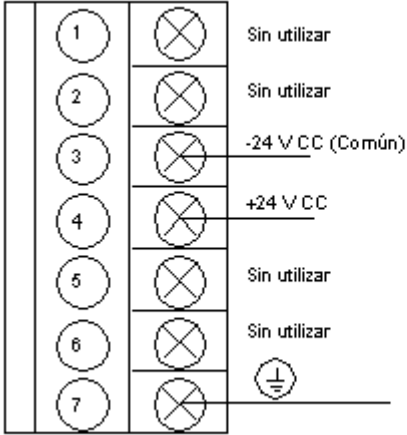 1 Sin utilizar
2 Sin utilizar
3 -24 V CC (Común)
4 +24 V CC
5 Sin utilizar
6 Sin utilizar
7